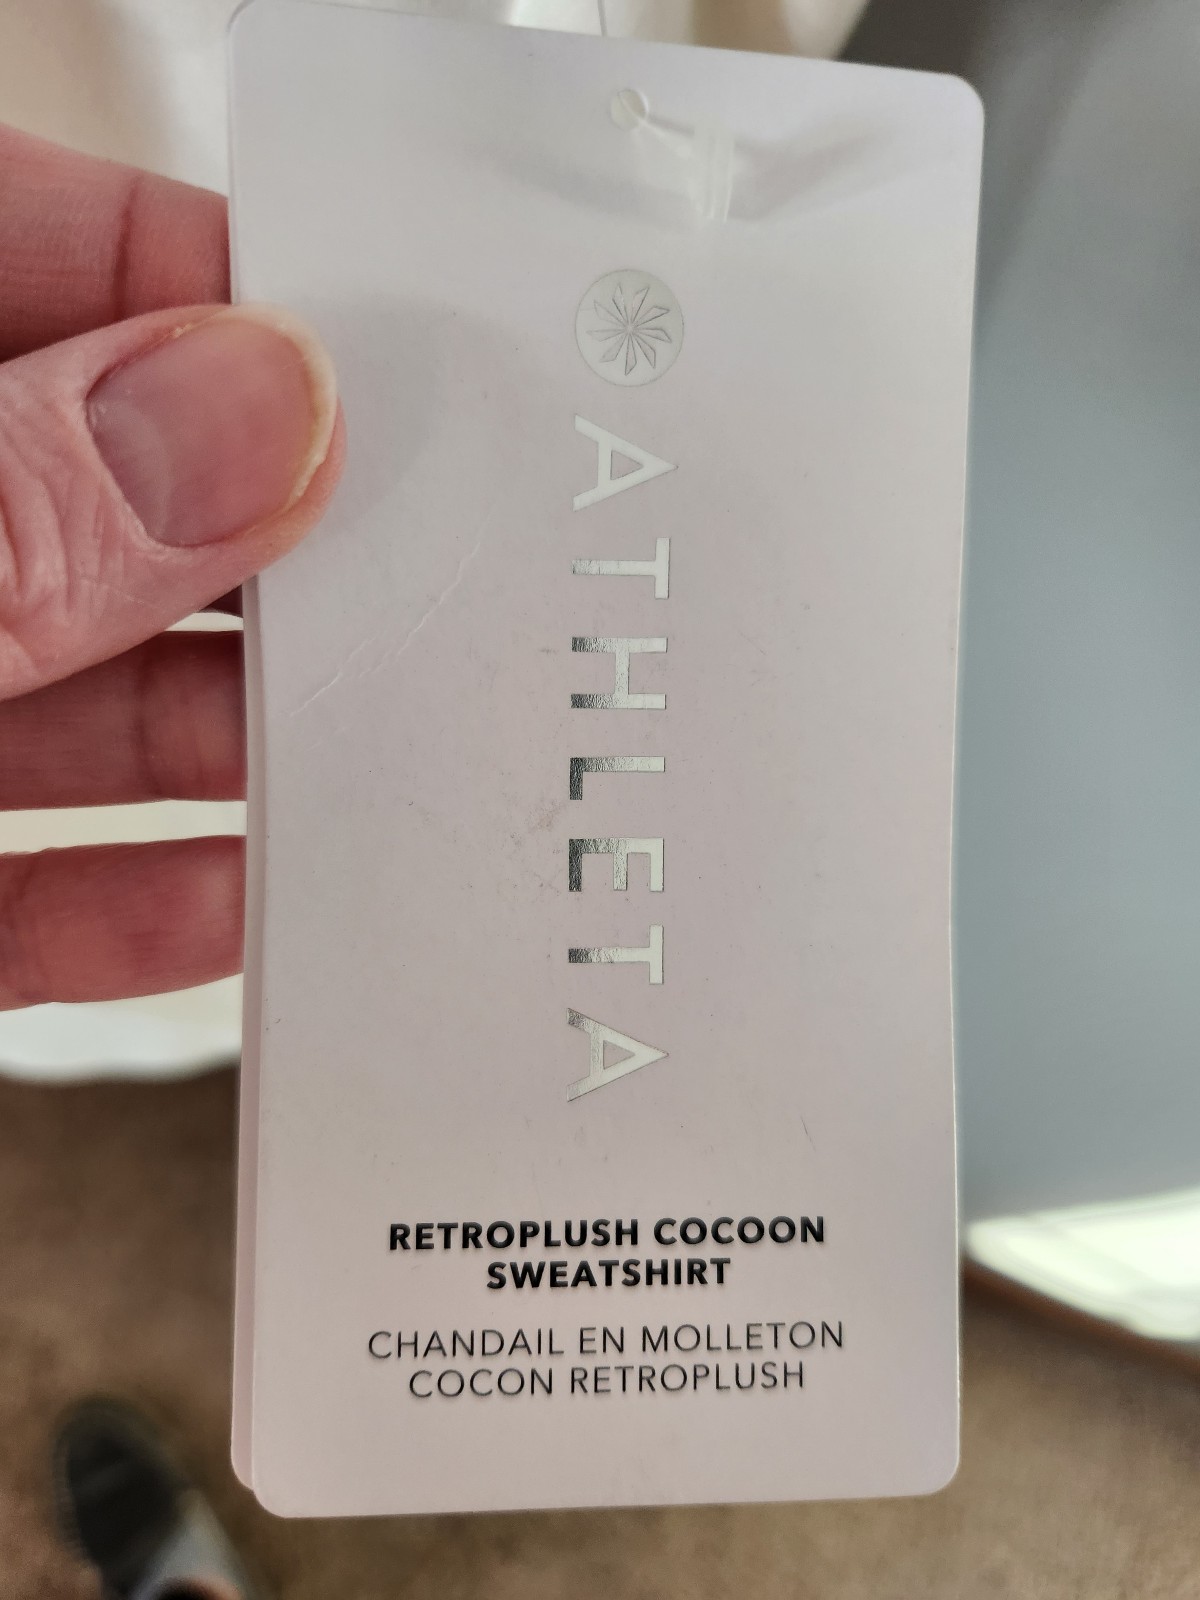 ATHLETA
RETROPLUSH COCOON
SWEATSHIRT
CHANDAIL EN MOLLETON
COCON RETROPLUSH